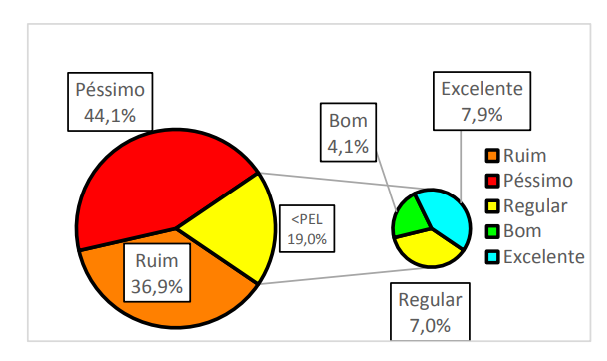 Péssimo
44,1%
Excelente
7,9%
Bom
4,1%
Ruim
Péssimo
Regular
Bom
Excelente
<PEL
19,0%
Ruim
36,9%
Regular
7,0%